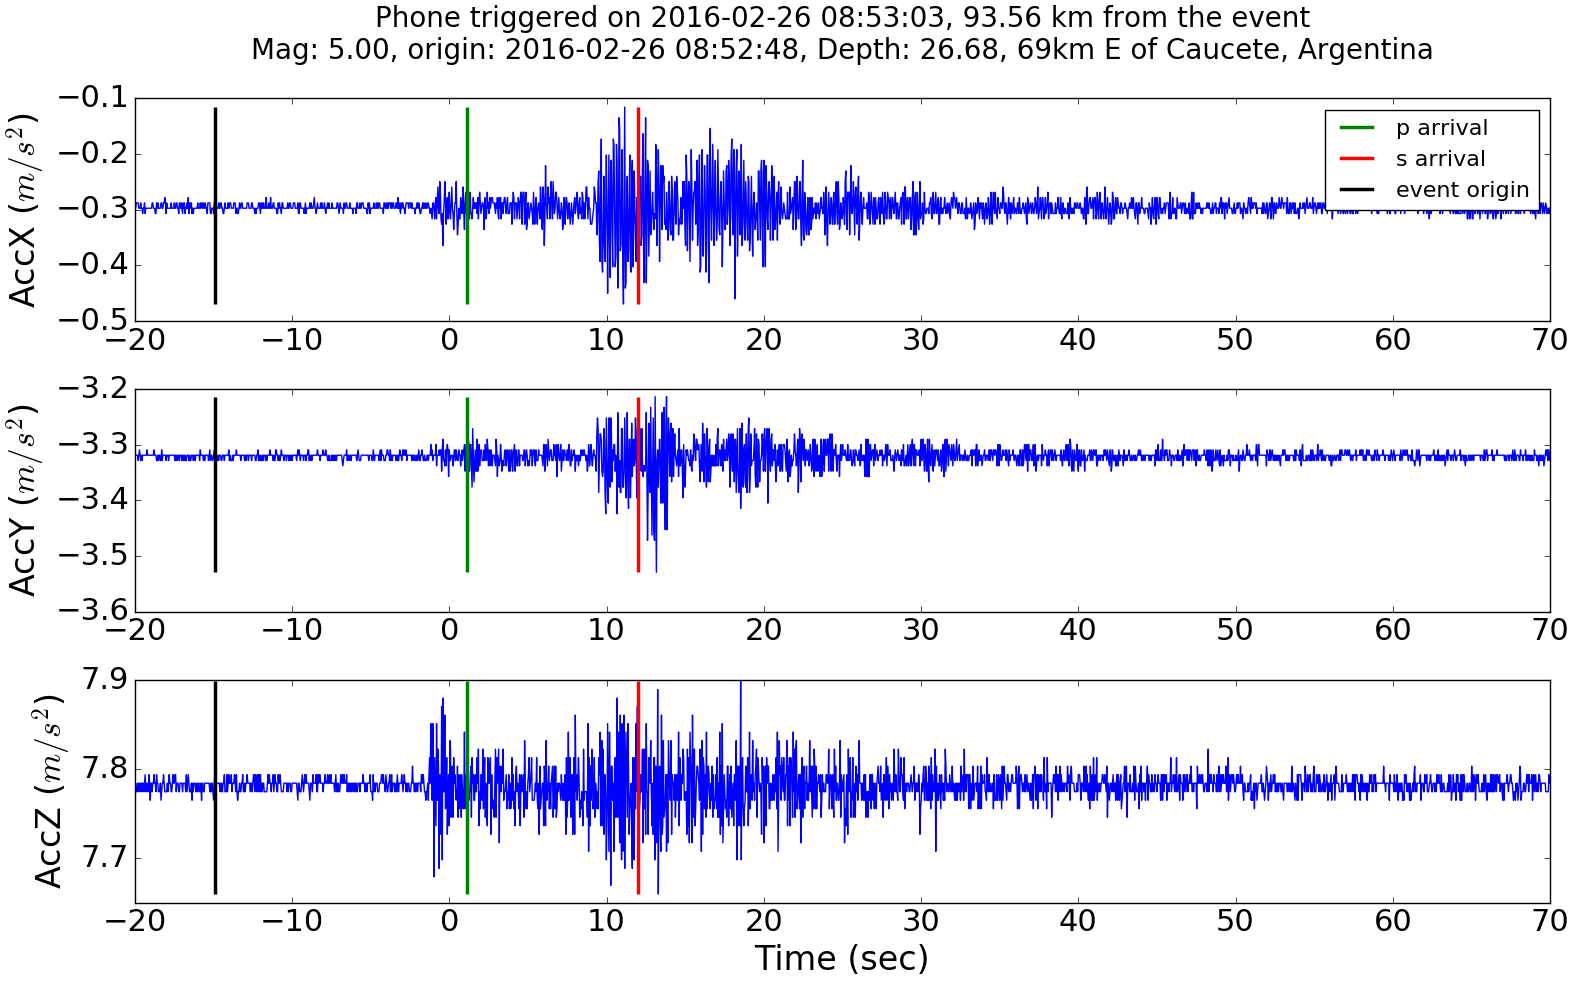 Phone triggered on 2016-02-26 08:53:03, 93.56 km from the event
Mag: 5.00, origin: 2016-02-26 08:52:48, Depth: 26.68, 69km E of Caucete, Argentina
AccX (m/s²)
−0.1
−0.2
−0.3
−0.4
−0.5
p arrival
s arrival
event origin
−20 −10 0 10 20 30 40 50 60 70
AccY (m/s²)
−3.2
−3.3
−3.4
−3.5
−3.6
−20 −10 0 10 20 30 40 50 60 70
AccZ (m/s²)
7.9
7.8
7.7
−20 −10 0 10 20 30 40 50 60 70
Time (sec)